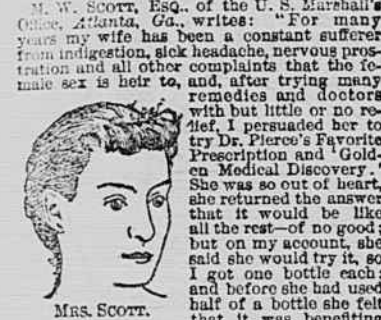 M. W. SCOTT, ESQ., of the U. S. Marshall's
Office, Atlanta, Ga., writes: "For many
years my wife has been a constant sufferer
from indigestion, sick headache, nervous pros-
tration and all other complaints that the fe-
male sex is heir to, and, after trying many
remedies and doctors
with but little or no re-
lief, I persuaded her to
try Dr. Pierce's Favorite
Prescription and 'Gold-
en Medical Discovery.'
She was so out of heart,
she returned the answer
that it would be like
all the rest—of no good;
but on my account, she
said she would try it, so
I got one bottle each:
and before she had used
half of a bottle she felt
that it was benefiting
MRS. SCOTT.